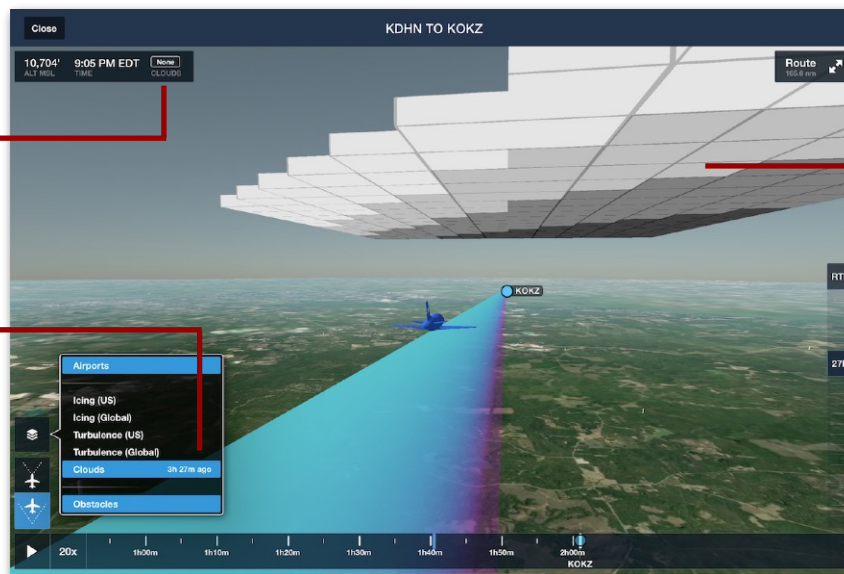 Close
KDHN TO KOKZ
10,704' 9:05 PM EDT None
ALT MSL TIME CLOUDS
Route
165.6 nm
KOKZ
RT
27
Airports
Icing (US)
Icing (Global)
Turbulence (US)
Turbulence (Global)
Clouds 3h 27m ago
Obstacles
20x 1h00m 1h10m 1h20m 1h30m 1h40m 1h50m 2h00m
KOKZ